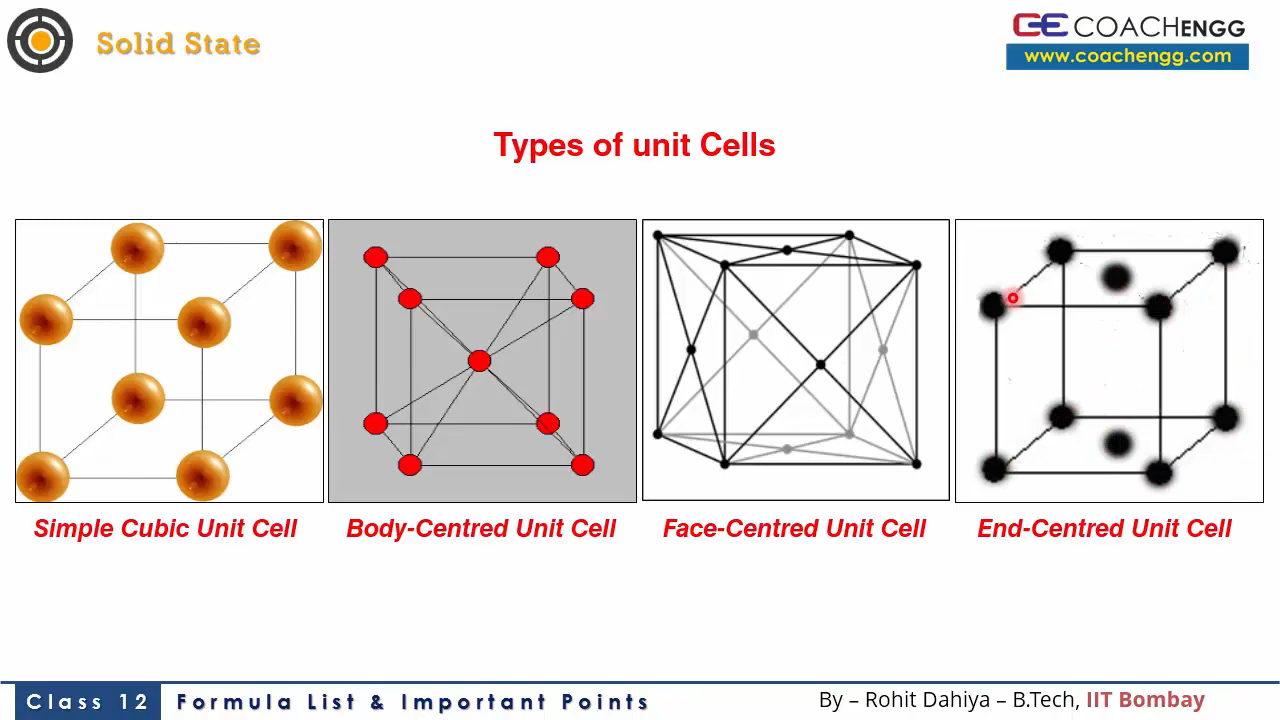 Solid State
CE COACHENGG
www.coachengg.com
Types of unit Cells
Simple Cubic Unit Cell
Body-Centred Unit Cell
Face-Centred Unit Cell
End-Centred Unit Cell
Class 12
Formula List & Important Points
By – Rohit Dahiya – B.Tech, IIT Bombay